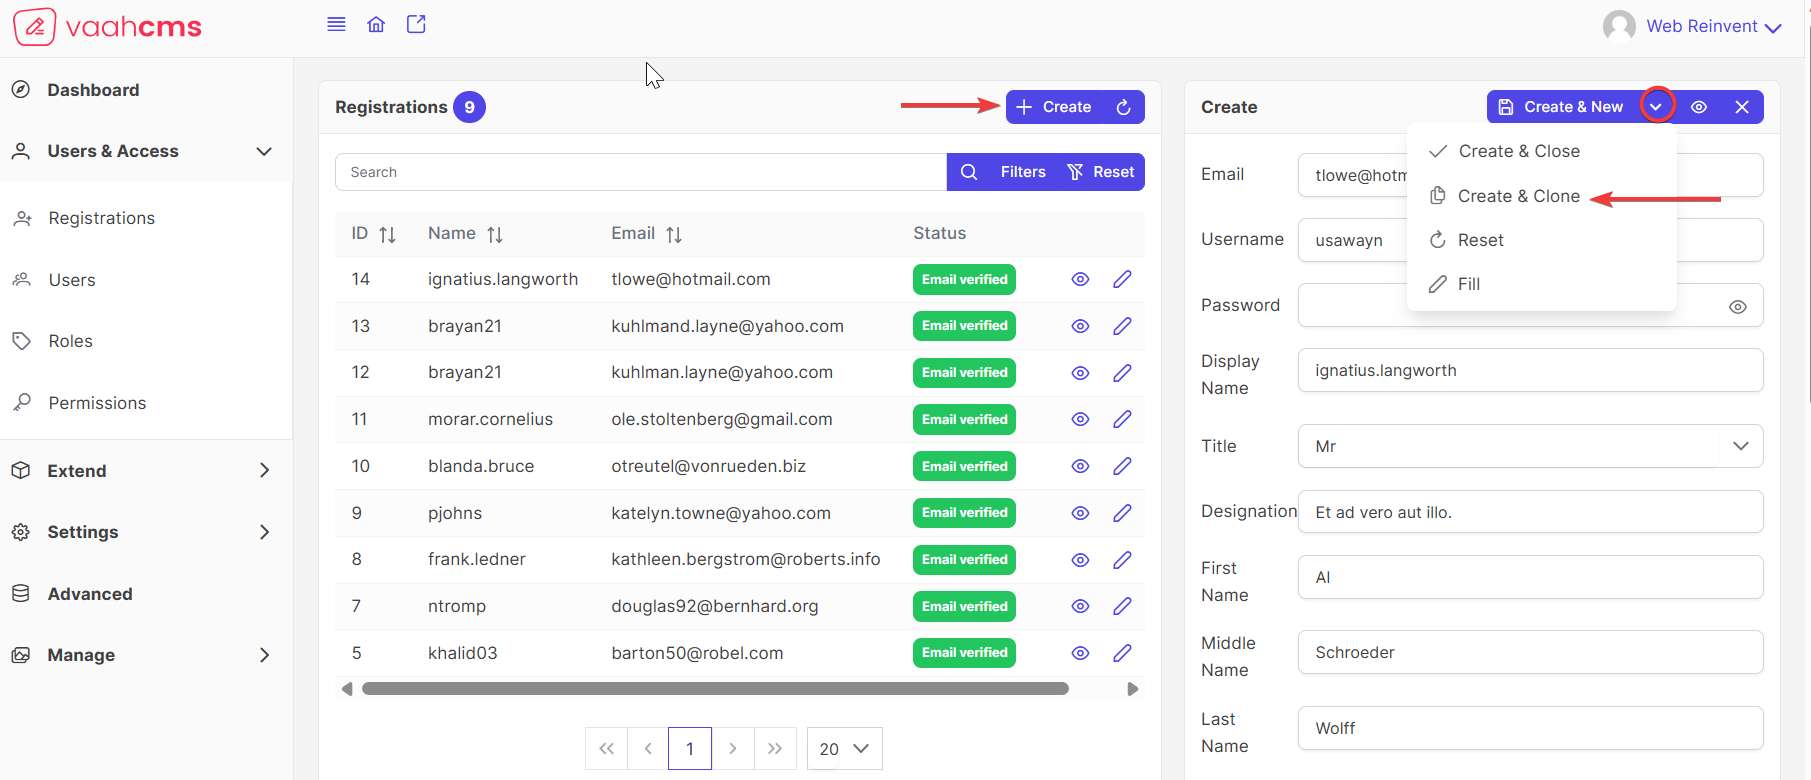 vaahcms
Web Reinvent
Dashboard
Users & Access
Registrations
Users
Roles
Permissions
Extend
Settings
Advanced
Manage
Registrations 9
Create
Search
Filters
Reset
ID Name Email Status
14 ignatius.langworth tlowe@hotmail.com Email verified
13 brayan21 kuhlmand.layne@yahoo.com Email verified
12 brayan21 kuhlman.layne@yahoo.com Email verified
11 morar.cornelius ole.stoltenberg@gmail.com Email verified
10 blanda.bruce otreutel@vonrueden.biz Email verified
9 pjohns katelyn.towne@yahoo.com Email verified
8 frank.ledner kathleen.bergstrom@roberts.info Email verified
7 ntromp douglas92@bernhard.org Email verified
5 khalid03 barton50@robel.com Email verified
1
20
Create
Create & New
Create & Close
Create & Clone
Reset
Fill
Email tlowe@hotm
Username usawayn
Password
Display
Name
ignatius.langworth
Title Mr
Designation Et ad vero aut illo.
First
Name
Al
Middle
Name
Schroeder
Last
Name
Wolff